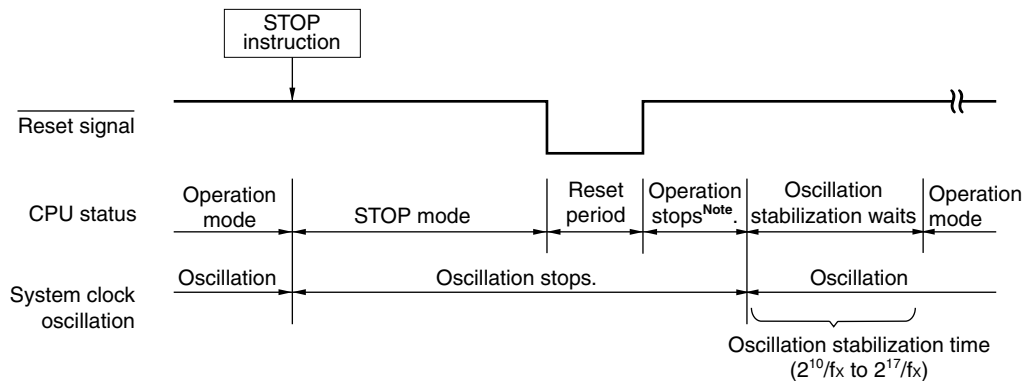 STOP
instruction
Reset signal
CPU status
Operation
mode
STOP mode
Reset
period
Operation
stopsNote.
Oscillation
stabilization waits
Operation
mode
System clock
oscillation
Oscillation
Oscillation stops.
Oscillation
Oscillation stabilization time
(2¹⁰/fx to 2¹⁷/fx)